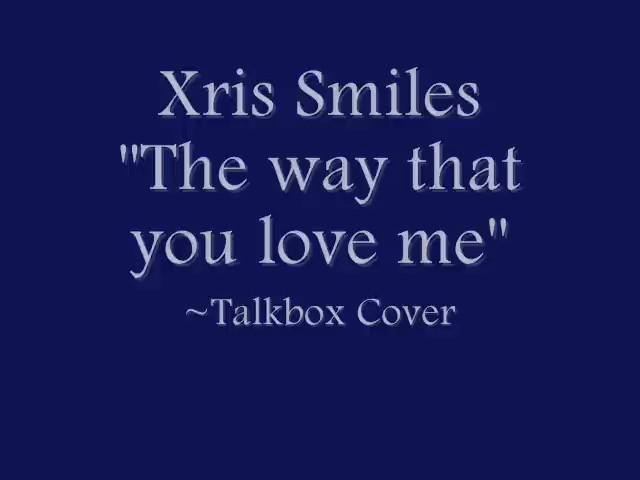 Xris Smiles
"The way that
you love me"
~Talkbox Cover